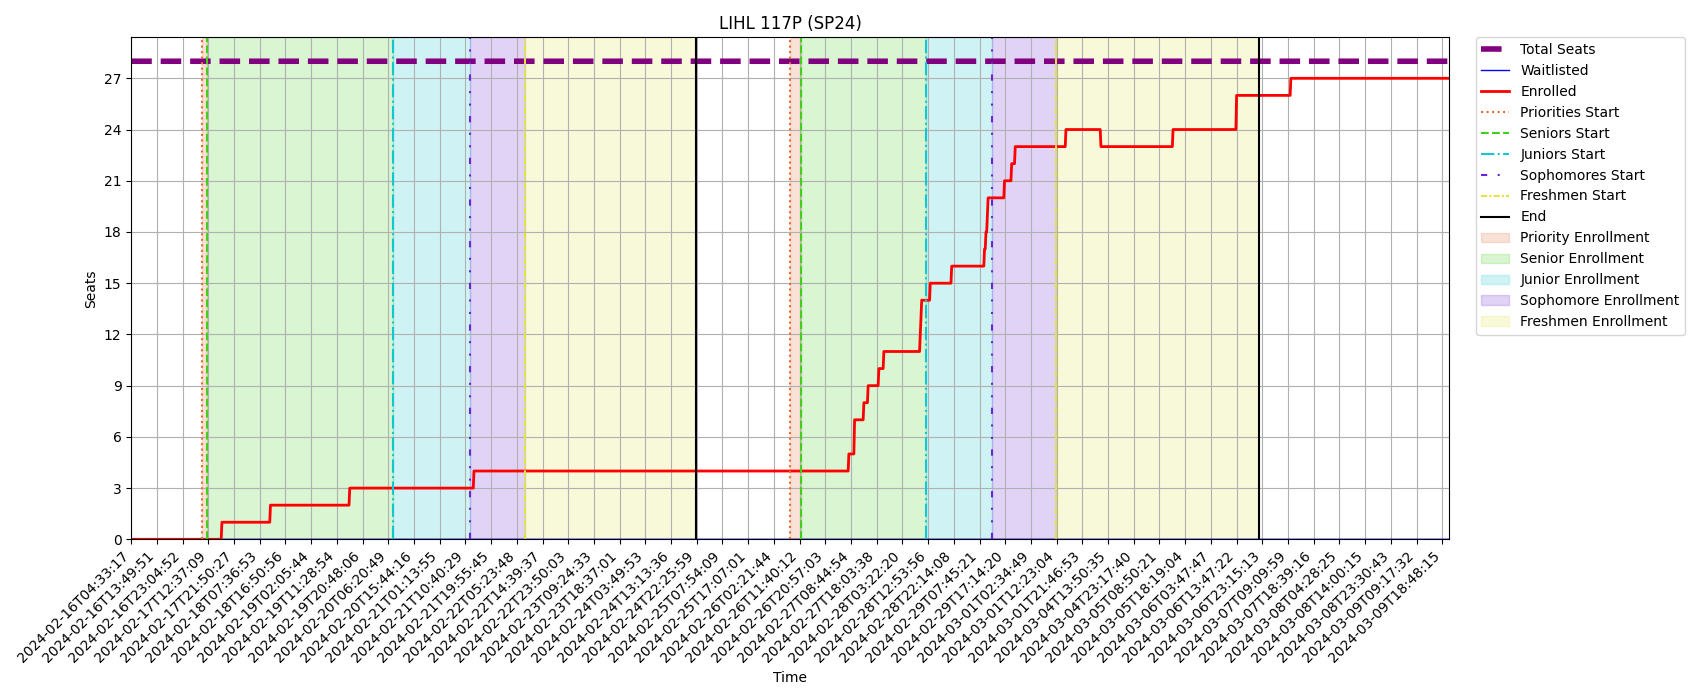 LIHL 117P (SP24)
Total Seats
Waitlisted
Enrolled
Priorities Start
Seniors Start
Juniors Start
Sophomores Start
Freshmen Start
End
Priority Enrollment
Senior Enrollment
Junior Enrollment
Sophomore Enrollment
Freshmen Enrollment
Seats
27
24
21
18
15
12
9
6
3
0
2024-02-16T04:33:17
2024-02-16T13:49:51
2024-02-16T23:04:52
2024-02-17T12:37:09
2024-02-17T21:50:27
2024-02-18T07:36:53
2024-02-18T16:50:56
2024-02-19T02:05:44
2024-02-19T11:28:54
2024-02-19T20:48:06
2024-02-20T06:20:49
2024-02-20T15:44:16
2024-02-21T01:13:55
2024-02-21T10:40:29
2024-02-21T19:55:45
2024-02-22T05:23:48
2024-02-22T14:39:37
2024-02-22T23:50:03
2024-02-23T09:24:33
2024-02-23T18:37:01
2024-02-24T03:49:53
2024-02-24T13:13:36
2024-02-24T22:25:59
2024-02-25T07:54:09
2024-02-25T17:07:01
2024-02-26T02:21:44
2024-02-26T11:40:12
2024-02-26T20:57:03
2024-02-27T08:44:54
2024-02-27T18:03:38
2024-02-28T03:22:20
2024-02-28T12:53:56
2024-02-28T22:14:08
2024-02-29T07:45:21
2024-02-29T17:14:20
2024-03-01T02:34:49
2024-03-01T12:23:04
2024-03-01T21:46:53
2024-03-04T13:50:35
2024-03-04T23:17:40
2024-03-05T08:50:21
2024-03-05T18:19:04
2024-03-06T03:47:47
2024-03-06T13:47:22
2024-03-06T23:15:13
2024-03-07T09:09:59
2024-03-07T18:39:16
2024-03-08T04:28:25
2024-03-08T14:00:15
2024-03-08T23:30:43
2024-03-09T09:17:32
2024-03-09T18:48:15
Time